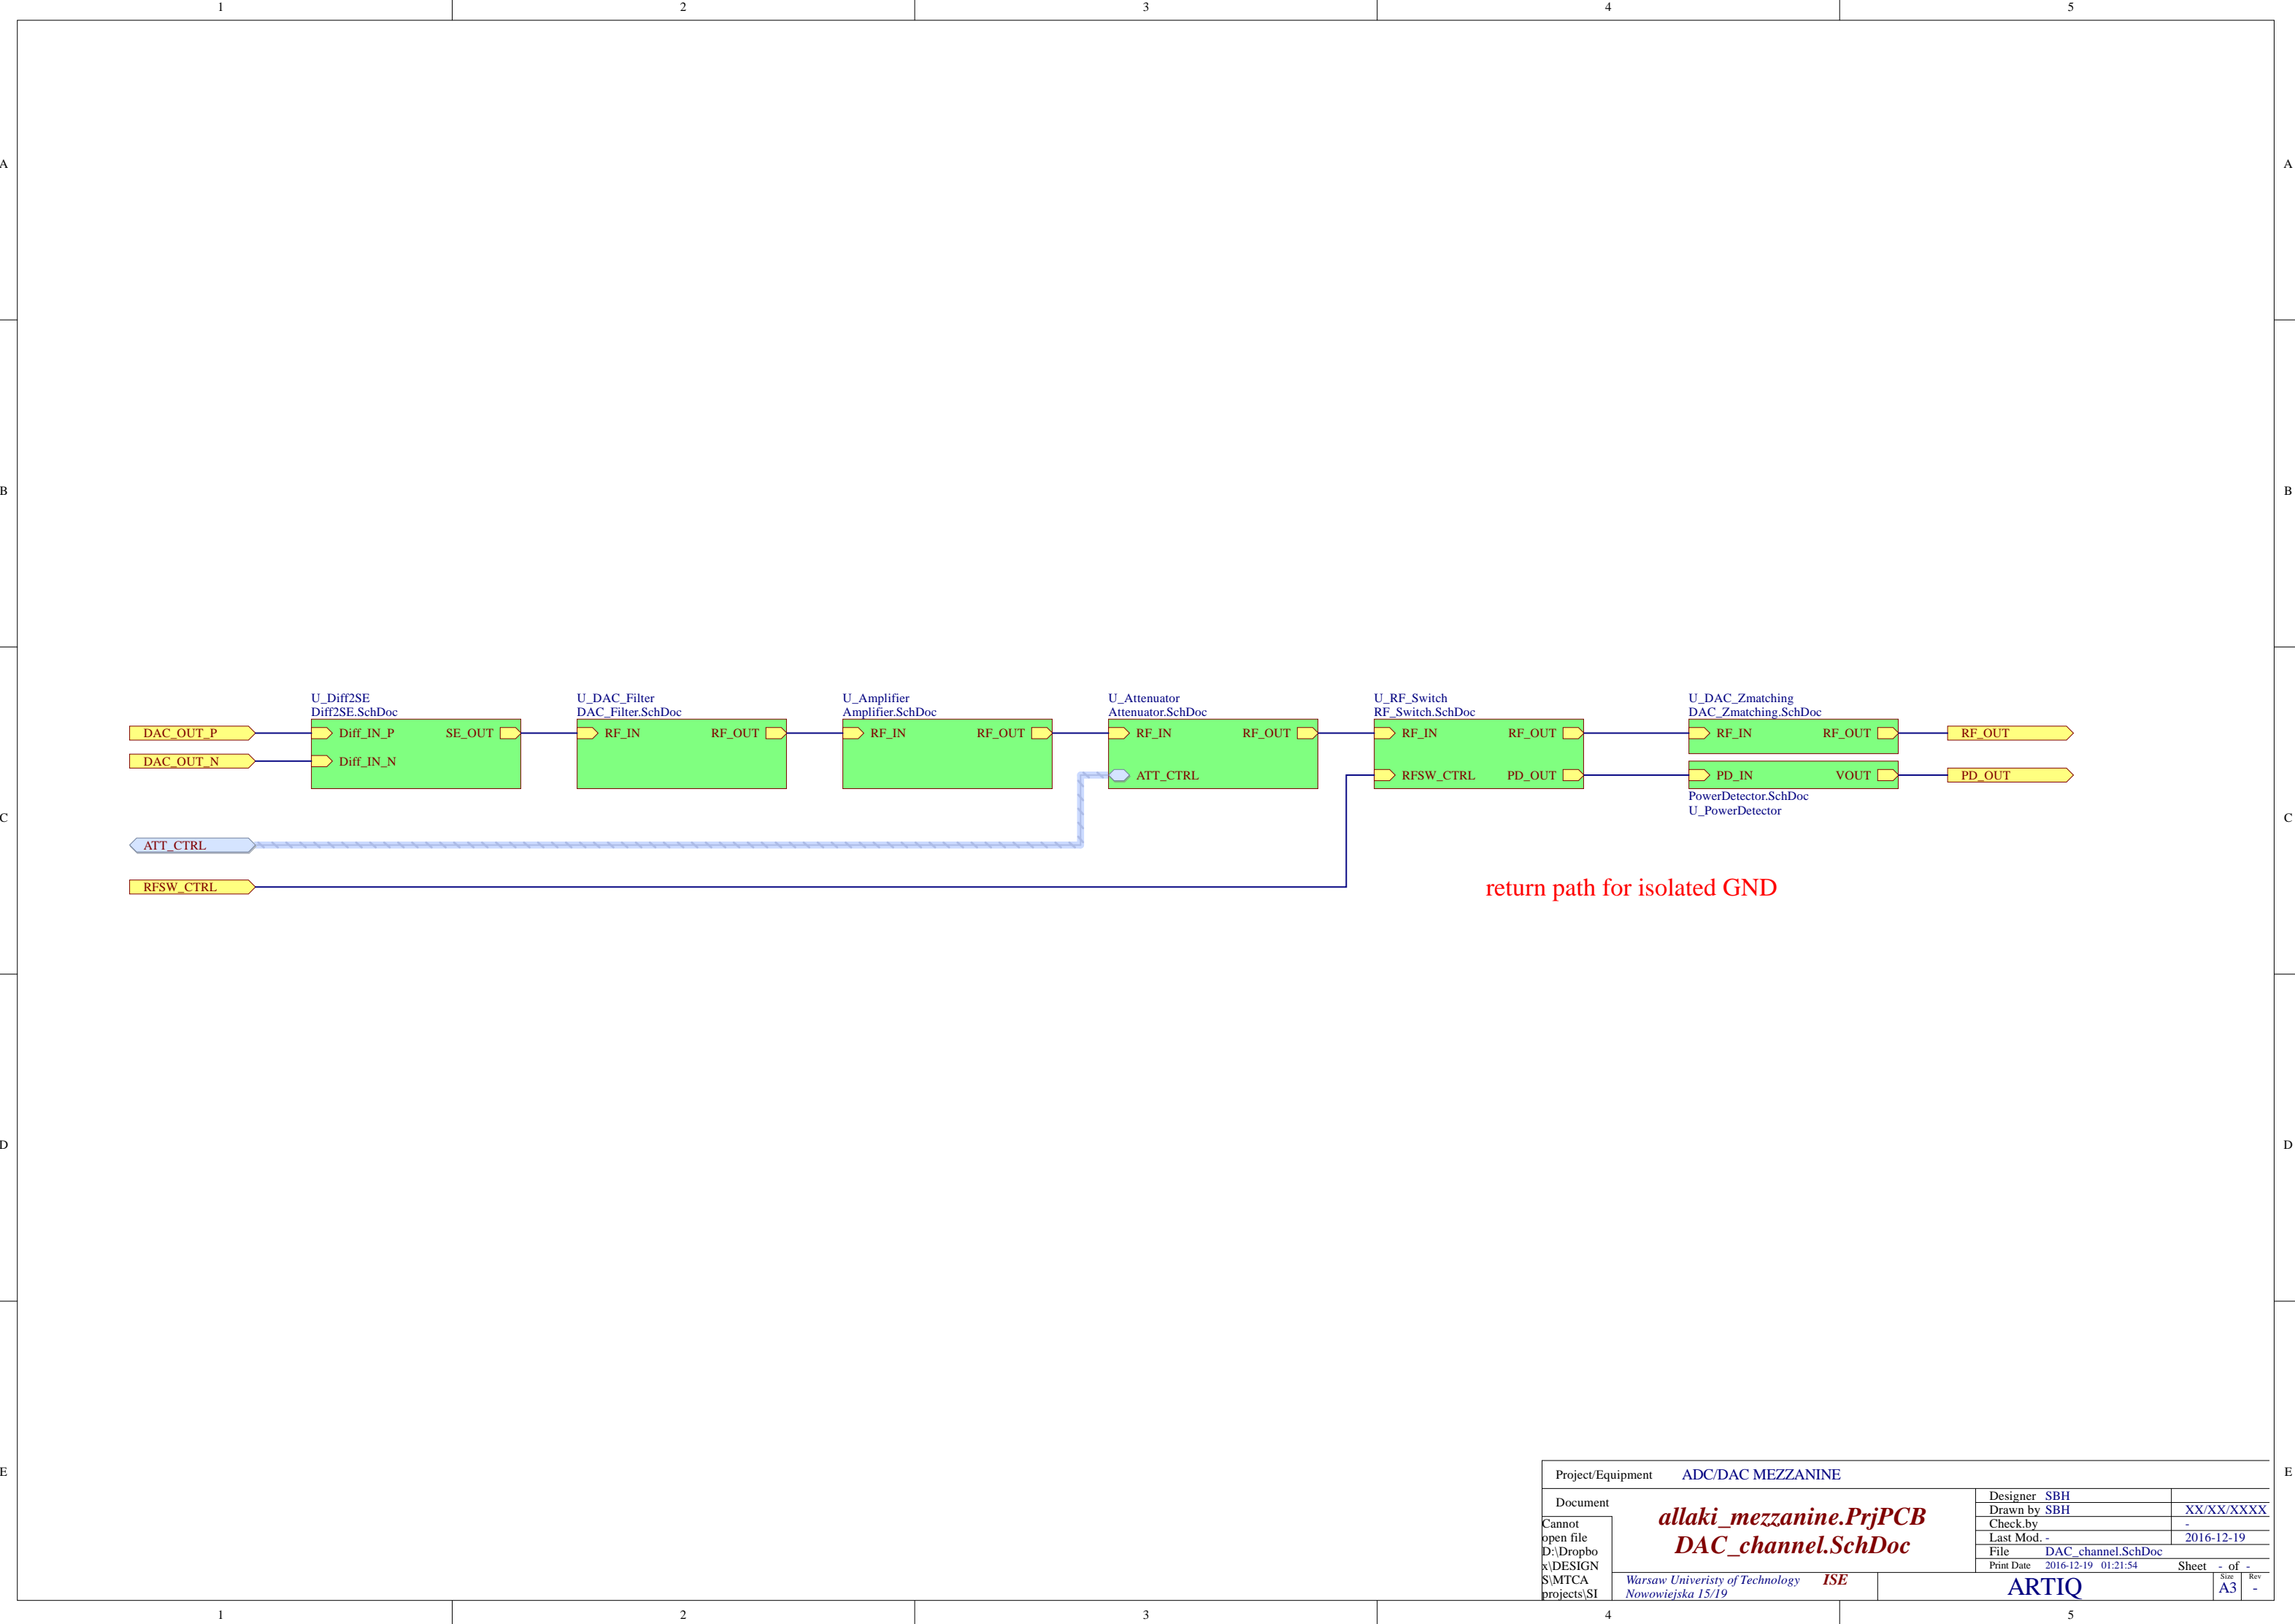 1 2 3 4 5
A A
B B
U_Diff2SE
Diff2SE.SchDoc
U_DAC_Filter
DAC_Filter.SchDoc
U_Amplifier
Amplifier.SchDoc
U_Attenuator
Attenuator.SchDoc
U_RF_Switch
RF_Switch.SchDoc
U_DAC_Zmatching
DAC_Zmatching.SchDoc
DAC_OUT_P Diff_IN_P SE_OUT RF_IN RF_OUT RF_IN RF_OUT RF_IN RF_OUT RF_IN RF_OUT RF_IN RF_OUT RF_OUT
DAC_OUT_N Diff_IN_N
ATT_CTRL RFSW_CTRL PD_OUT PD_IN VOUT PD_OUT
PowerDetector.SchDoc
U_PowerDetector
C C
ATT_CTRL
RFSW_CTRL
return path for isolated GND
D D
E E
Project/Equipment ADC/DAC MEZZANINE
Document
allaki_mezzanine.PrjPCB
DAC_channel.SchDoc
Cannot
open file
D:\Dropbo
x\DESIGN
S\MTCA
projects\SI
Designer SBH
Drawn by SBH XX/XX/XXXX
Check.by -
Last Mod. - 2016-12-19
File DAC_channel.SchDoc
Print Date 2016-12-19 01:21:54 Sheet - of -
Warsaw Univeristy of Technology ISE
Nowowiejska 15/19
ARTIQ
Size
A3
Rev
-
1 2 3 4 5